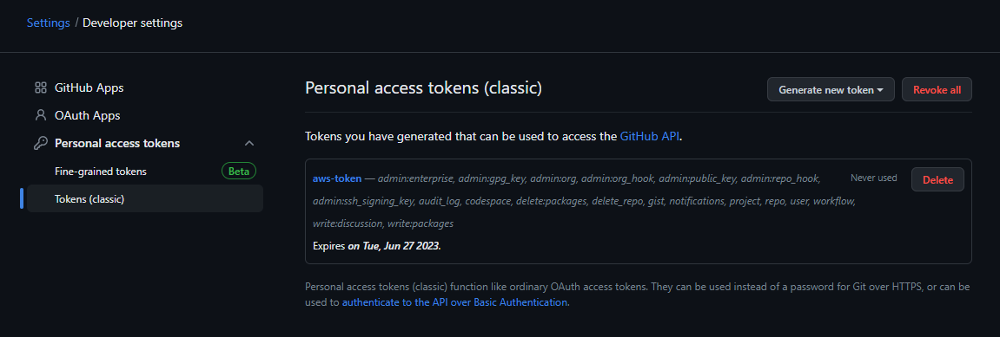 Settings / Developer settings
GitHub Apps
OAuth Apps
Personal access tokens
Fine-grained tokens Beta
Tokens (classic)
Personal access tokens (classic)
Generate new token
Revoke all
Tokens you have generated that can be used to access the GitHub API.
aws-token — admin:enterprise, admin:gpg_key, admin:org, admin:org_hook, admin:public_key, admin:repo_hook,
admin:ssh_signing_key, audit_log, codespace, delete:packages, delete_repo, gist, notifications, project, repo, user, workflow,
write:discussion, write:packages
Never used
Delete
Expires on Tue, Jun 27 2023.
Personal access tokens (classic) function like ordinary OAuth access tokens. They can be used instead of a password for Git over HTTPS, or can be
used to authenticate to the API over Basic Authentication.